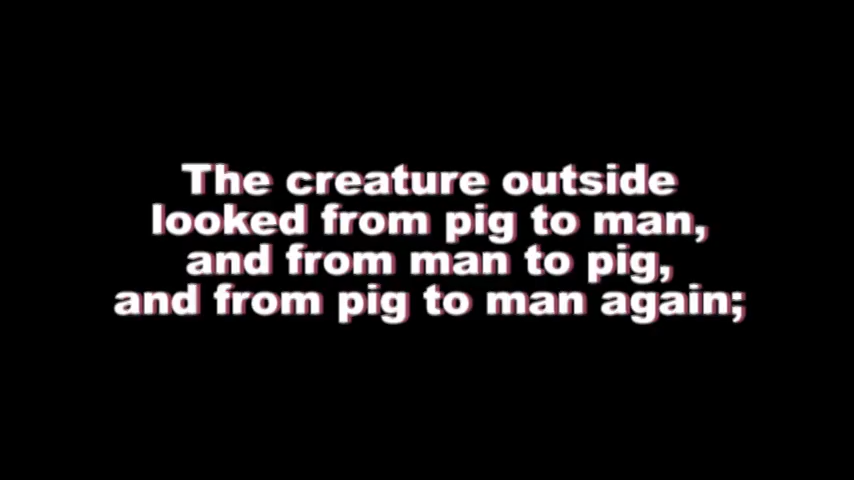 The creature outside
looked from pig to man,
and from man to pig,
and from pig to man again;